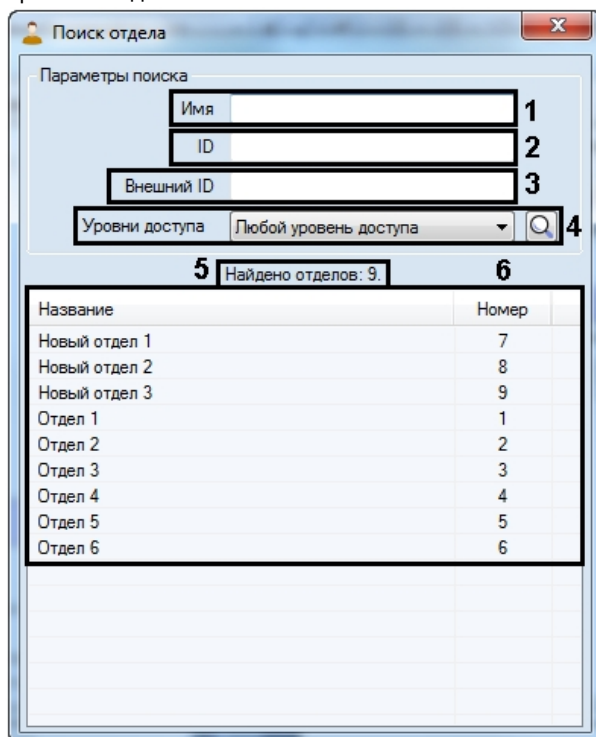 Поиск отдела
Параметры поиска
Имя 1
ID 2
Внешний ID 3
Уровни доступа Любой уровень доступа 4
5 Найдено отделов: 9. 6
Название Номер
Новый отдел 1 7
Новый отдел 2 8
Новый отдел 3 9
Отдел 1 1
Отдел 2 2
Отдел 3 3
Отдел 4 4
Отдел 5 5
Отдел 6 6